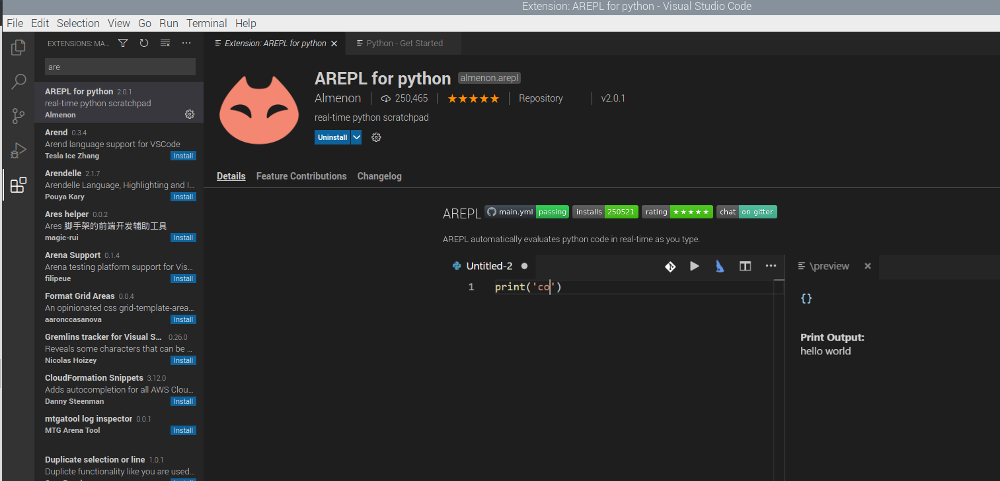 Extension: AREPL for python - Visual Studio Code
File Edit Selection View Go Run Terminal Help
EXTENSIONS: MA...
are
AREPL for python 2.0.1
real-time python scratchpad
Almenon
Arend 0.3.4
Arend language support for VSCode
Tesla Ice Zhang Install
Arendelle 2.1.7
Arendelle Language, Highlighting and I...
Pouya Kary Install
Ares helper 0.0.2
Ares 脚手架的前端开发辅助工具
magic-rui Install
Arena Support 0.1.4
Arena testing platform support for Vis...
filipeue Install
Format Grid Areas 0.0.4
An opinionated css grid-template-area...
aaronccasanova Install
Gremlins tracker for Visual S... 0.26.0
Reveals some characters that can be ...
Nicolas Hoizey Install
CloudFormation Snippets 3.12.0
Adds autocompletion for all AWS Clou...
Danny Steenman Install
mtgatool log inspector 0.0.1
MTG Arena Tool Install
Duplicate selection or line 1.0.1
Duplicte functionality like you are used...
Extension: AREPL for python Python - Get Started
AREPL for python almenon.arepl
Almenon 250,465 ★★★★★ Repository v2.0.1
real-time python scratchpad
Uninstall
Details Feature Contributions Changelog
AREPL main.yml passing installs 250521 rating ★★★★★ chat on gitter
AREPL automatically evaluates python code in real-time as you type.
Untitled-2
1 print('co')
\preview
{}
Print Output:
hello world